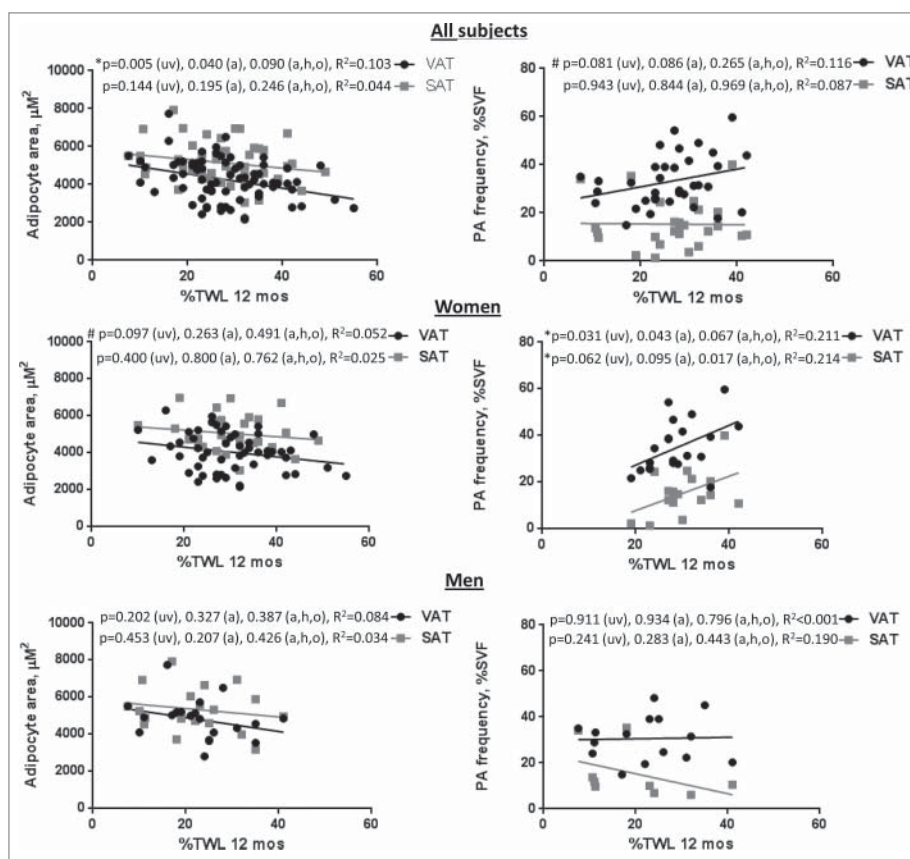 All subjects
*p=0.005 (uv), 0.040 (a), 0.090 (a,h,o), R²=0.103 VAT
p=0.144 (uv), 0.195 (a), 0.246 (a,h,o), R²=0.044 SAT
Adipocyte area, µM²
10000
8000
6000
4000
2000
0
0 20 40 60
%TWL 12 mos
# p=0.081 (uv), 0.086 (a), 0.265 (a,h,o), R²=0.116 VAT
p=0.943 (uv), 0.844 (a), 0.969 (a,h,o), R²=0.087 SAT
PA frequency, %SVF
80
60
40
20
0
0 20 40 60
%TWL 12 mos
Women
# p=0.097 (uv), 0.263 (a), 0.491 (a,h,o), R²=0.052 VAT
p=0.400 (uv), 0.800 (a), 0.762 (a,h,o), R²=0.025 SAT
Adipocyte area, µM²
10000
8000
6000
4000
2000
0
0 20 40 60
%TWL 12 mos
*p=0.031 (uv), 0.043 (a), 0.067 (a,h,o), R²=0.211 VAT
*p=0.062 (uv), 0.095 (a), 0.017 (a,h,o), R²=0.214 SAT
PA frequency, %SVF
80
60
40
20
0
0 20 40 60
%TWL 12 mos
Men
p=0.202 (uv), 0.327 (a), 0.387 (a,h,o), R²=0.084 VAT
p=0.453 (uv), 0.207 (a), 0.426 (a,h,o), R²=0.034 SAT
Adipocyte area, µM²
10000
8000
6000
4000
2000
0
0 20 40 60
%TWL 12 mos
p=0.911 (uv), 0.934 (a), 0.796 (a,h,o), R²<0.001 VAT
p=0.241 (uv), 0.283 (a), 0.443 (a,h,o), R²=0.190 SAT
PA frequency, %SVF
80
60
40
20
0
0 20 40 60
%TWL 12 mos